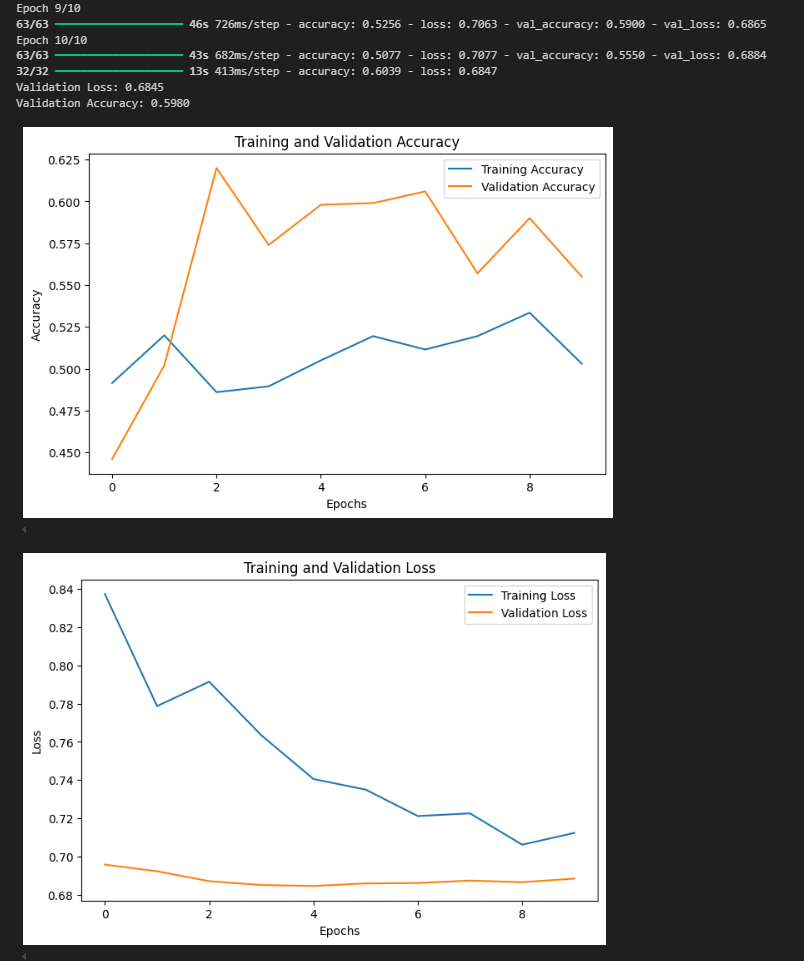 Epoch 9/10
63/63 46s 726ms/step - accuracy: 0.5256 - loss: 0.7063 - val_accuracy: 0.5900 - val_loss: 0.6865
Epoch 10/10
63/63 43s 682ms/step - accuracy: 0.5077 - loss: 0.7077 - val_accuracy: 0.5550 - val_loss: 0.6884
32/32 13s 413ms/step - accuracy: 0.6039 - loss: 0.6847
Validation Loss: 0.6845
Validation Accuracy: 0.5980
Training and Validation Accuracy
Training Accuracy
Validation Accuracy
0.625
0.600
0.575
0.550
0.525
0.500
0.475
0.450
Accuracy
0 2 4 6 8
Epochs
Training and Validation Loss
Training Loss
Validation Loss
0.84
0.82
0.80
0.78
0.76
0.74
0.72
0.70
0.68
Loss
0 2 4 6 8
Epochs